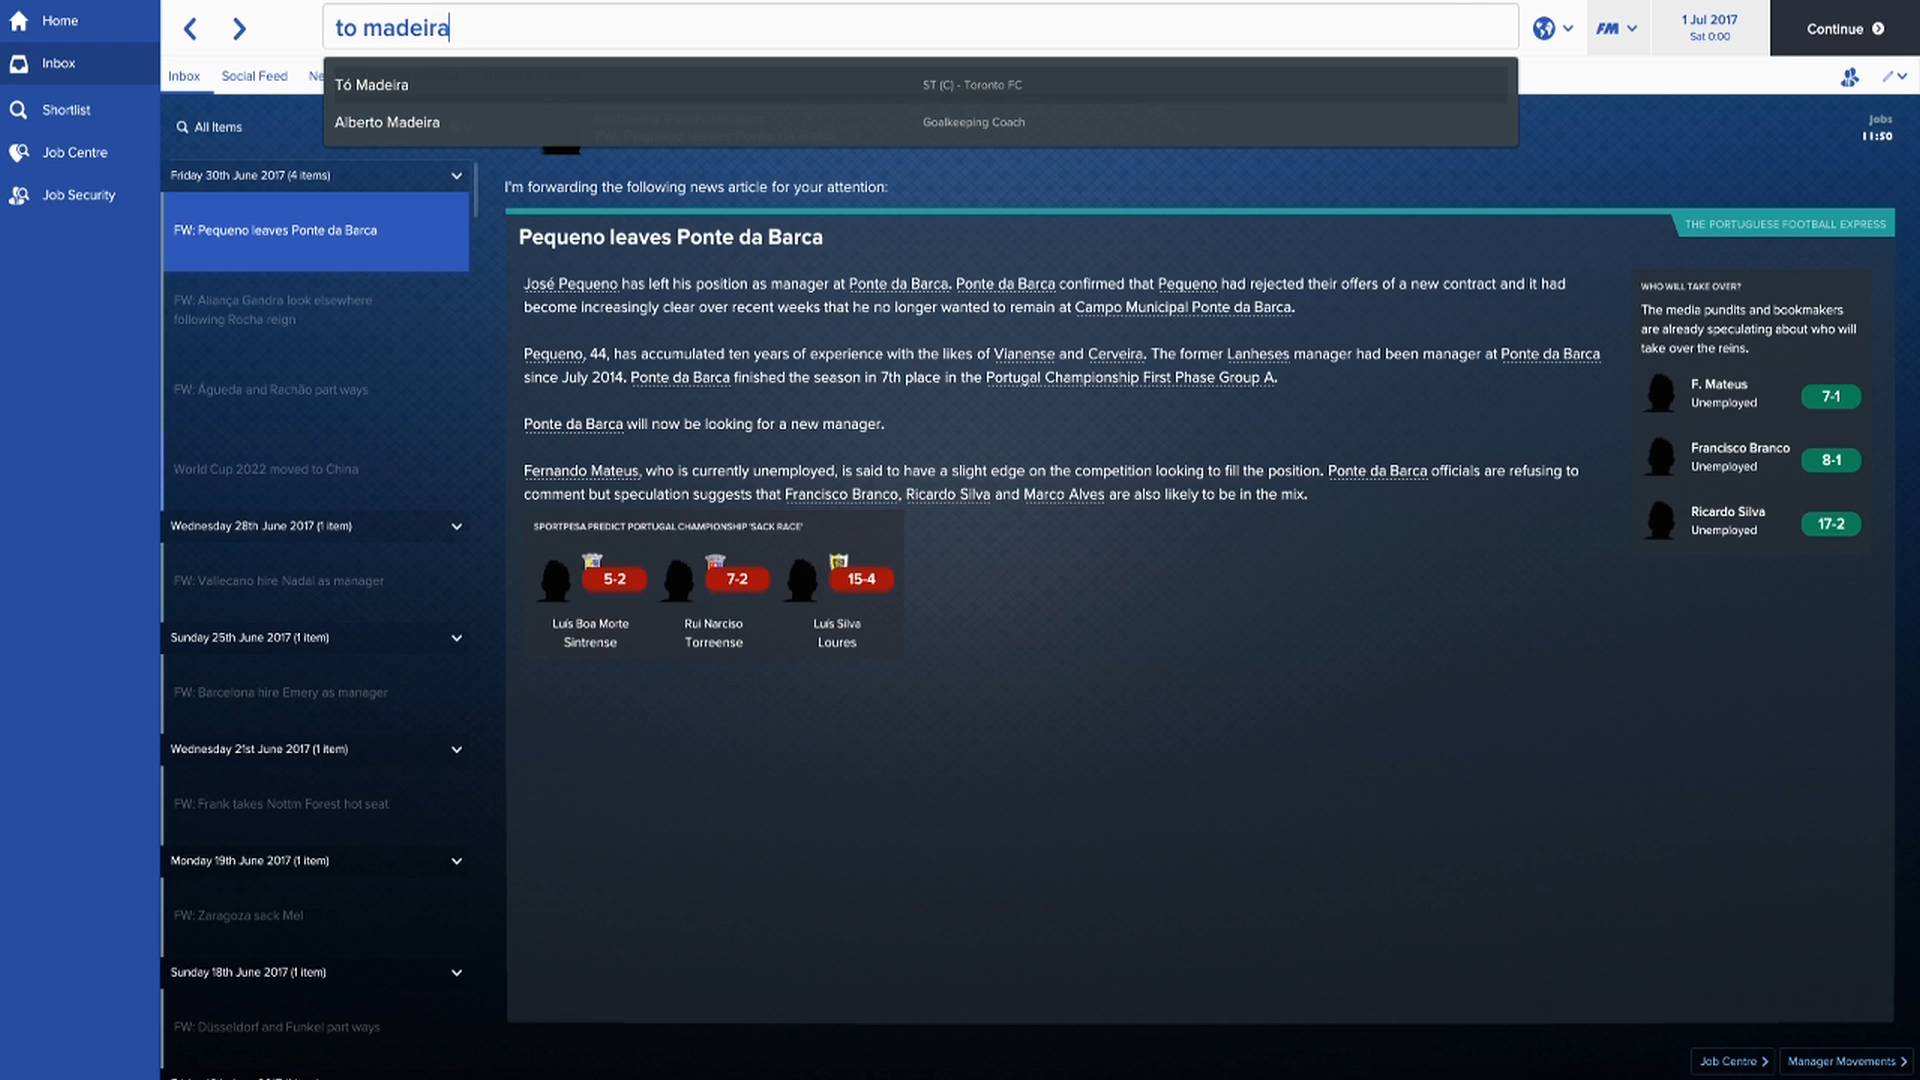 Home
Inbox
Shortlist
Job Centre
Job Security
to madeira
FM
1 Jul 2017
Sat 0:00
Continue
Inbox
Social Feed
Ne
Tó Madeira
ST (C) - Toronto FC
Alberto Madeira
Goalkeeping Coach
All Items
Jobs
11:50
Friday 30th June 2017 (4 items)
FW: Pequeno leaves Ponte da Barca
FW: Aliança Gandra look elsewhere
following Rocha reign
FW: Águeda and Rachão part ways
World Cup 2022 moved to China
Wednesday 28th June 2017 (1 item)
FW: Vallecano hire Nadal as manager
Sunday 25th June 2017 (1 item)
FW: Barcelona hire Emery as manager
Wednesday 21st June 2017 (1 item)
FW: Frank takes Nottm Forest hot seat
Monday 19th June 2017 (1 item)
FW: Zaragoza sack Mel
Sunday 18th June 2017 (1 item)
FW: Düsseldorf and Funkel part ways
I'm forwarding the following news article for your attention:
THE PORTUGUESE FOOTBALL EXPRESS
Pequeno leaves Ponte da Barca
José Pequeno has left his position as manager at Ponte da Barca. Ponte da Barca confirmed that Pequeno had rejected their offers of a new contract and it had
become increasingly clear over recent weeks that he no longer wanted to remain at Campo Municipal Ponte da Barca.
Pequeno, 44, has accumulated ten years of experience with the likes of Vianense and Cerveira. The former Lanheses manager had been manager at Ponte da Barca
since July 2014. Ponte da Barca finished the season in 7th place in the Portugal Championship First Phase Group A.
Ponte da Barca will now be looking for a new manager.
Fernando Mateus, who is currently unemployed, is said to have a slight edge on the competition looking to fill the position. Ponte da Barca officials are refusing to
comment but speculation suggests that Francisco Branco, Ricardo Silva and Marco Alves are also likely to be in the mix.
SPORTPESA PREDICT PORTUGAL CHAMPIONSHIP 'SACK RACE'
5-2
7-2
15-4
Luís Boa Morte
Sintrense
Rui Narciso
Torreense
Luís Silva
Loures
WHO WILL TAKE OVER?
The media pundits and bookmakers
are already speculating about who will
take over the reins.
F. Mateus
Unemployed
7-1
Francisco Branco
Unemployed
8-1
Ricardo Silva
Unemployed
17-2
Job Centre
Manager Movements